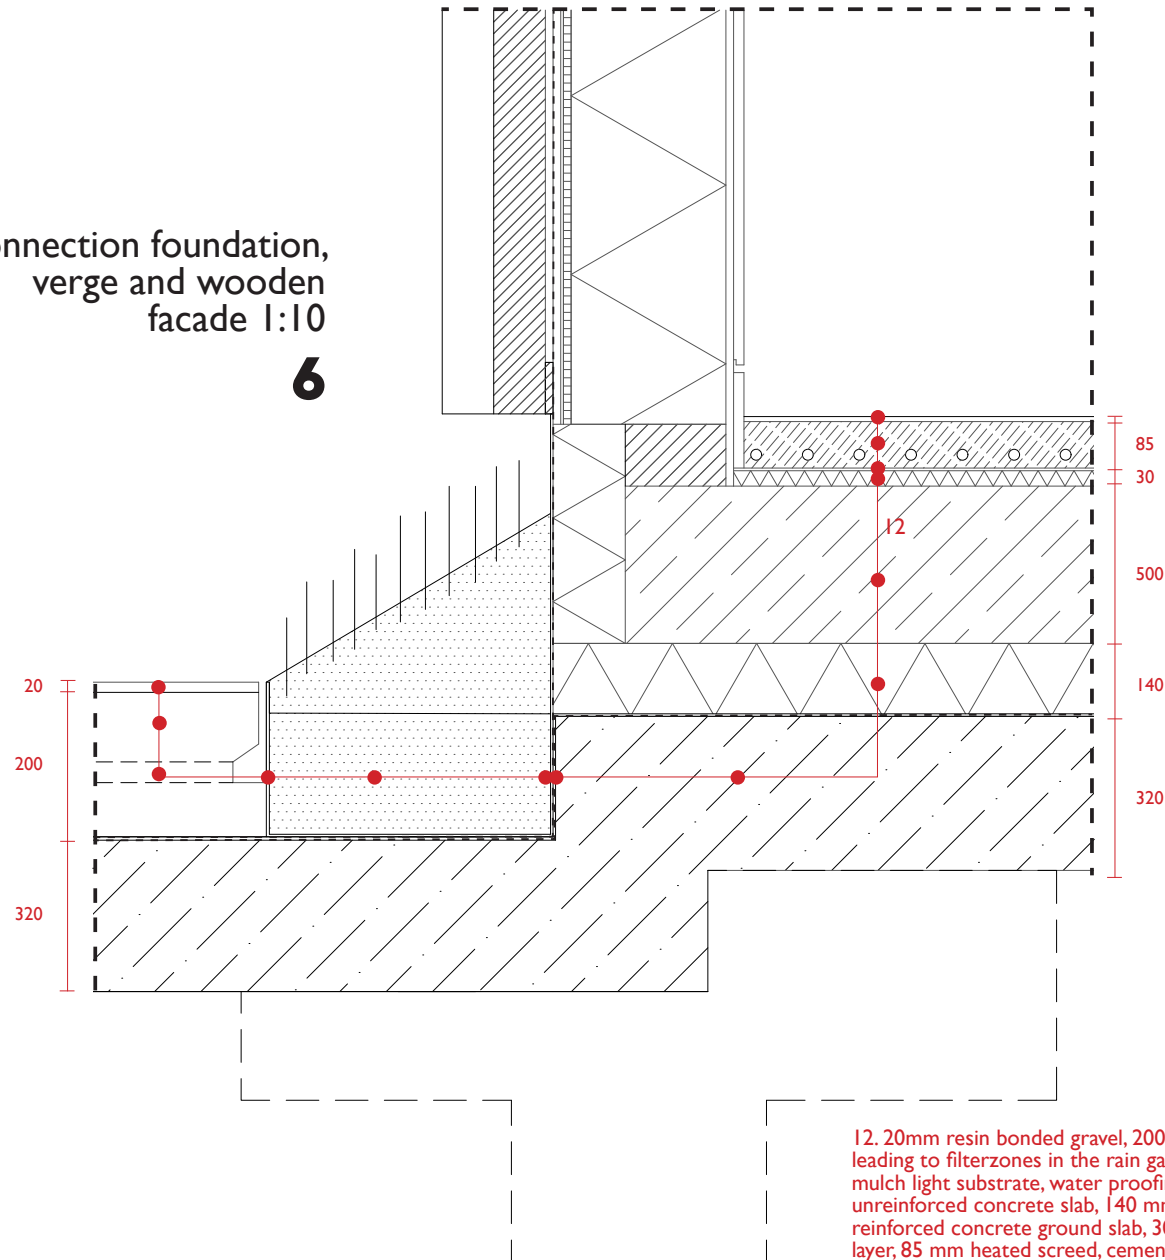 onnection foundation,
verge and wooden
facade 1:10
6
85
30
12
500
20
140
200
320
320
12. 20mm resin bonded gravel, 200
leading to filterzones in the rain ga
mulch light substrate, water proofi
unreinforced concrete slab, 140 m
reinforced concrete ground slab, 3
layer, 85 mm heated screed, cemen